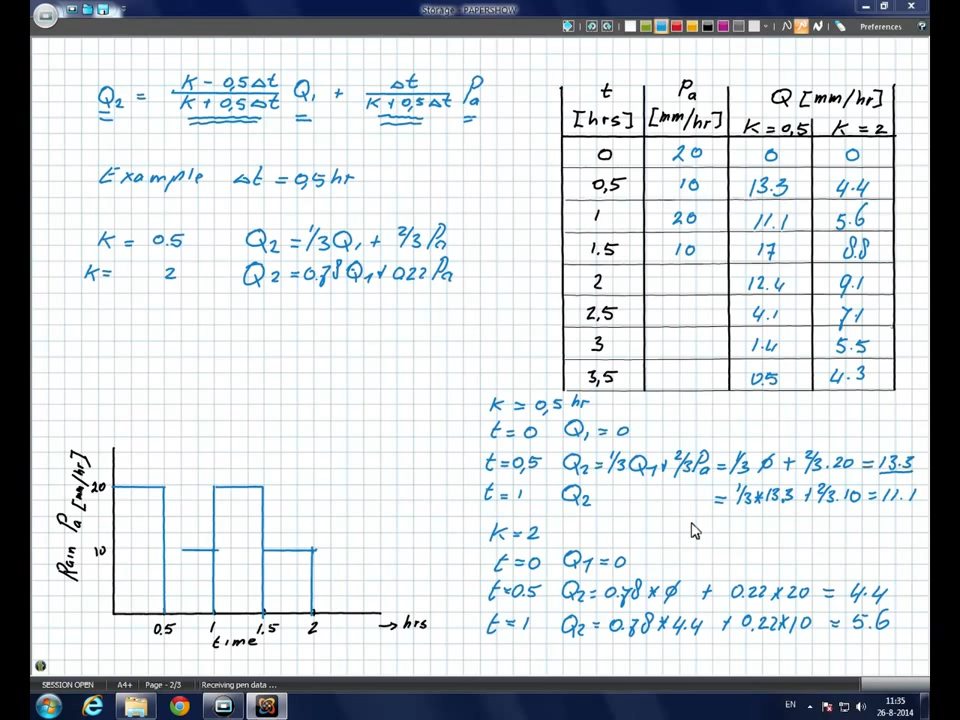 Storage - PAPERSHOW
Preferences
Q2 = K - 0,5Δt / K + 0,5Δt Q1 + Δt / K + 0,5Δt Pa
Example Δt = 0,5 hr
K = 0.5 Q2 = 1/3 Q1 + 2/3 Pa
K = 2 Q2 = 0.78 Q1 + 0.22 Pa
t [hrs] Pa [mm/hr] Q [mm/hr]
K = 0,5 K = 2
0 20 0 0
0,5 10 13.3 4.4
1 20 11.1 5.6
1.5 10 17 8.8
2 12.4 9.1
2,5 4.1 7.1
3 1.4 5.5
3,5 0.5 4.3
K = 0,5 hr
t = 0 Q1 = 0
t = 0,5 Q2 = 1/3 Q1 + 2/3 Pa = 1/3 0 + 2/3 . 20 = 13.3
t = 1 Q2 = 1/3 * 13.3 + 2/3 . 10 = 11.1
K = 2
t = 0 Q1 = 0
t = 0.5 Q2 = 0.78 x 0 + 0.22 x 20 = 4.4
t = 1 Q2 = 0.78 * 4.4 + 0.22 * 10 = 5.6
Rain Pa [mm/hr]
20
10
0.5 1 1.5 2 → hrs
time
SESSION OPEN A4+ Page - 2/3 Receiving pen data ...
EN 11:35
26-8-2014